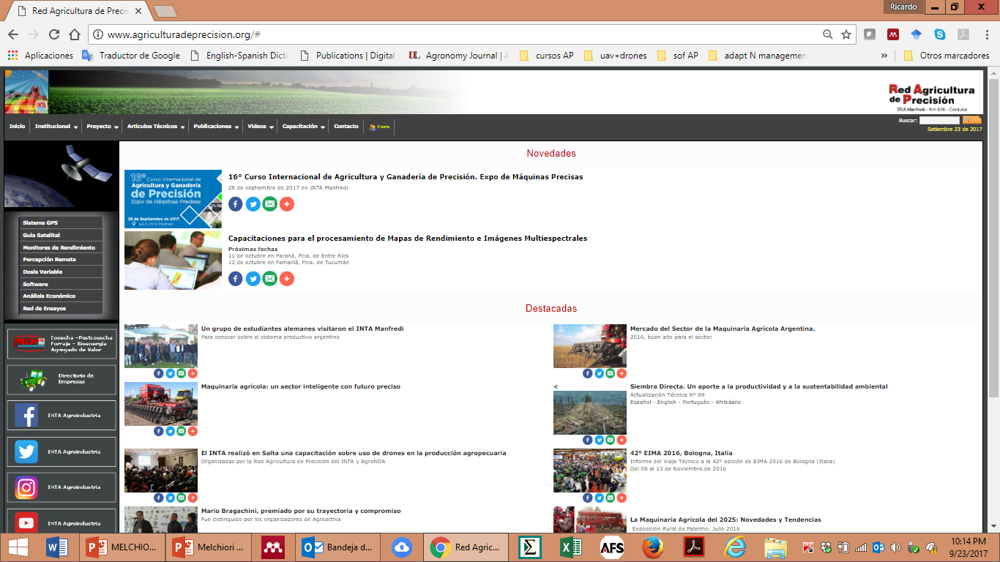 Red Agricultura de Precis
Ricardo
www.agriculturadeprecision.org/#
Aplicaciones
Traductor de Google
English-Spanish Dicti
Publications | Digital
DL Agronomy Journal | A
cursos AP
uav+drones
sof AP
adapt N managemen
»
Otros marcadores
INTA
Red Agricultura
de Precisión
EEA Manfredi - Km 636 - Córdoba
Inicio
Institucional
Proyecto
Artículos Técnicos
Publicaciones
Videos
Capacitación
Contacto
Foro
Buscar:
Setiembre 23 de 2017
Novedades
16º Curso Internacional de
Agricultura y Ganadería
de Precisión
Expo de Máquinas Precisas
28 de Septiembre de 2017
E.E.A. INTA Manfredi
16° Curso Internacional de Agricultura y Ganadería de Precisión. Expo de Máquinas Precisas
28 de septiembre de 2017 en INTA Manfredi
Capacitaciones para el procesamiento de Mapas de Rendimiento e Imágenes Multiespectrales
Próximas fechas
11 de octubre en Paraná, Pcia. de Entre Ríos
12 de octubre en Famaillá, Pcia. de Tucumán
Sistema GPS
Guía Satelital
Monitores de Rendimiento
Percepción Remota
Dosis Variable
Software
Análisis Económico
Red de Ensayos
PRECOP
Cosecha -Postcosecha
Forraje - Bioenergía
Agregado de Valor
Directorio de
Empresas
INTA Agroindustria
INTA Agroindustria
INTA Agroindustria
INTA Agroindustria
Destacadas
Un grupo de estudiantes alemanes visitaron el INTA Manfredi
Para conocer sobre el sistema productivo argentino
Mercado del Sector de la Maquinaria Agrícola Argentina.
2016, buen año para el sector.
Maquinaria agrícola: un sector inteligente con futuro preciso
<
Siembra Directa. Un aporte a la productividad y a la sustentabilidad ambiental
Actualización Técnica Nº 89
Español - English - Portugués - Afrikáans
El INTA realizó en Salta una capacitación sobre uso de drones en la producción agropecuaria
Organizadas por la Red Agricultura de Precisión del INTA y AgroNOA
42º EIMA 2016, Bologna, Italia
Informe del Viaje Técnico a la 42º edición de EIMA 2016 de Bologna (Italia)
Del 08 al 13 de Noviembre.de 2016
Mario Bragachini, premiado por su trayectoria y compromiso
Fue distinguido por los organizadores de Agroactiva
La Maquinaria Agrícola del 2025: Novedades y Tendencias
Exposición Rural de Palermo. Julio 2016
MELCHIO...
Melchiori ...
Bandeja d...
Red Agric...
AFS
10:14 PM
9/23/2017